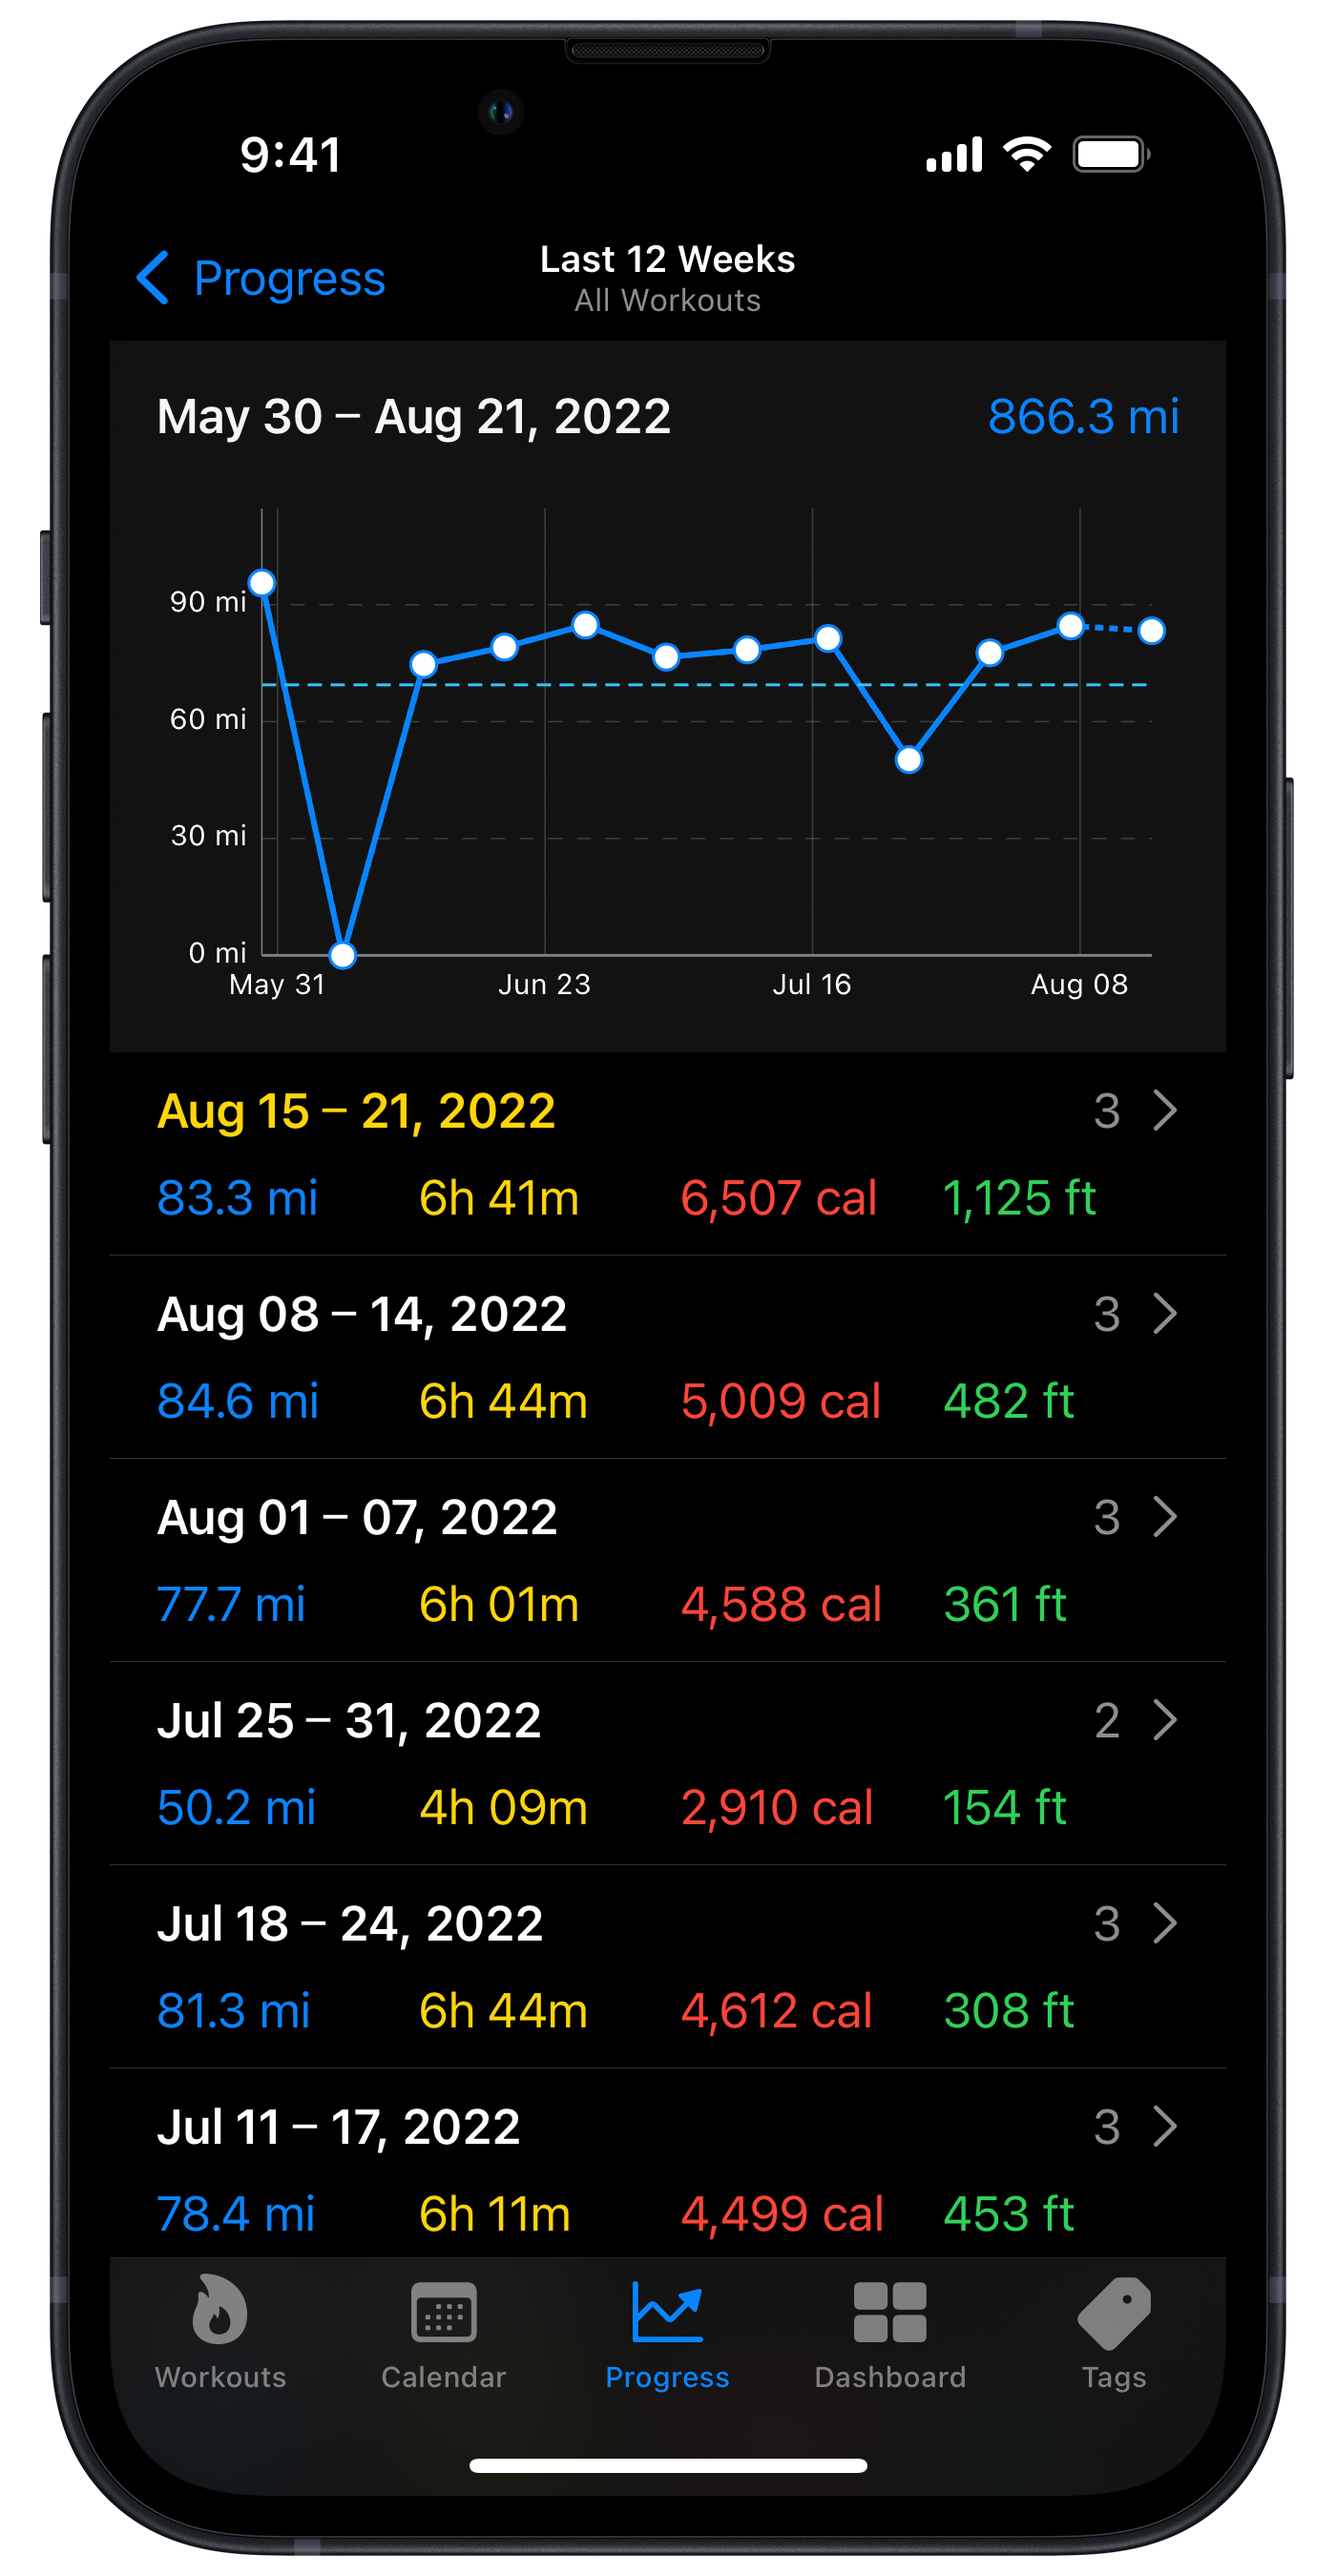 9:41
Progress
Last 12 Weeks
All Workouts
May 30 – Aug 21, 2022 866.3 mi
90 mi
60 mi
30 mi
0 mi
May 31 Jun 23 Jul 16 Aug 08
Aug 15 – 21, 2022 3
83.3 mi 6h 41m 6,507 cal 1,125 ft
Aug 08 – 14, 2022 3
84.6 mi 6h 44m 5,009 cal 482 ft
Aug 01 – 07, 2022 3
77.7 mi 6h 01m 4,588 cal 361 ft
Jul 25 – 31, 2022 2
50.2 mi 4h 09m 2,910 cal 154 ft
Jul 18 – 24, 2022 3
81.3 mi 6h 44m 4,612 cal 308 ft
Jul 11 – 17, 2022 3
78.4 mi 6h 11m 4,499 cal 453 ft
Workouts Calendar Progress Dashboard Tags